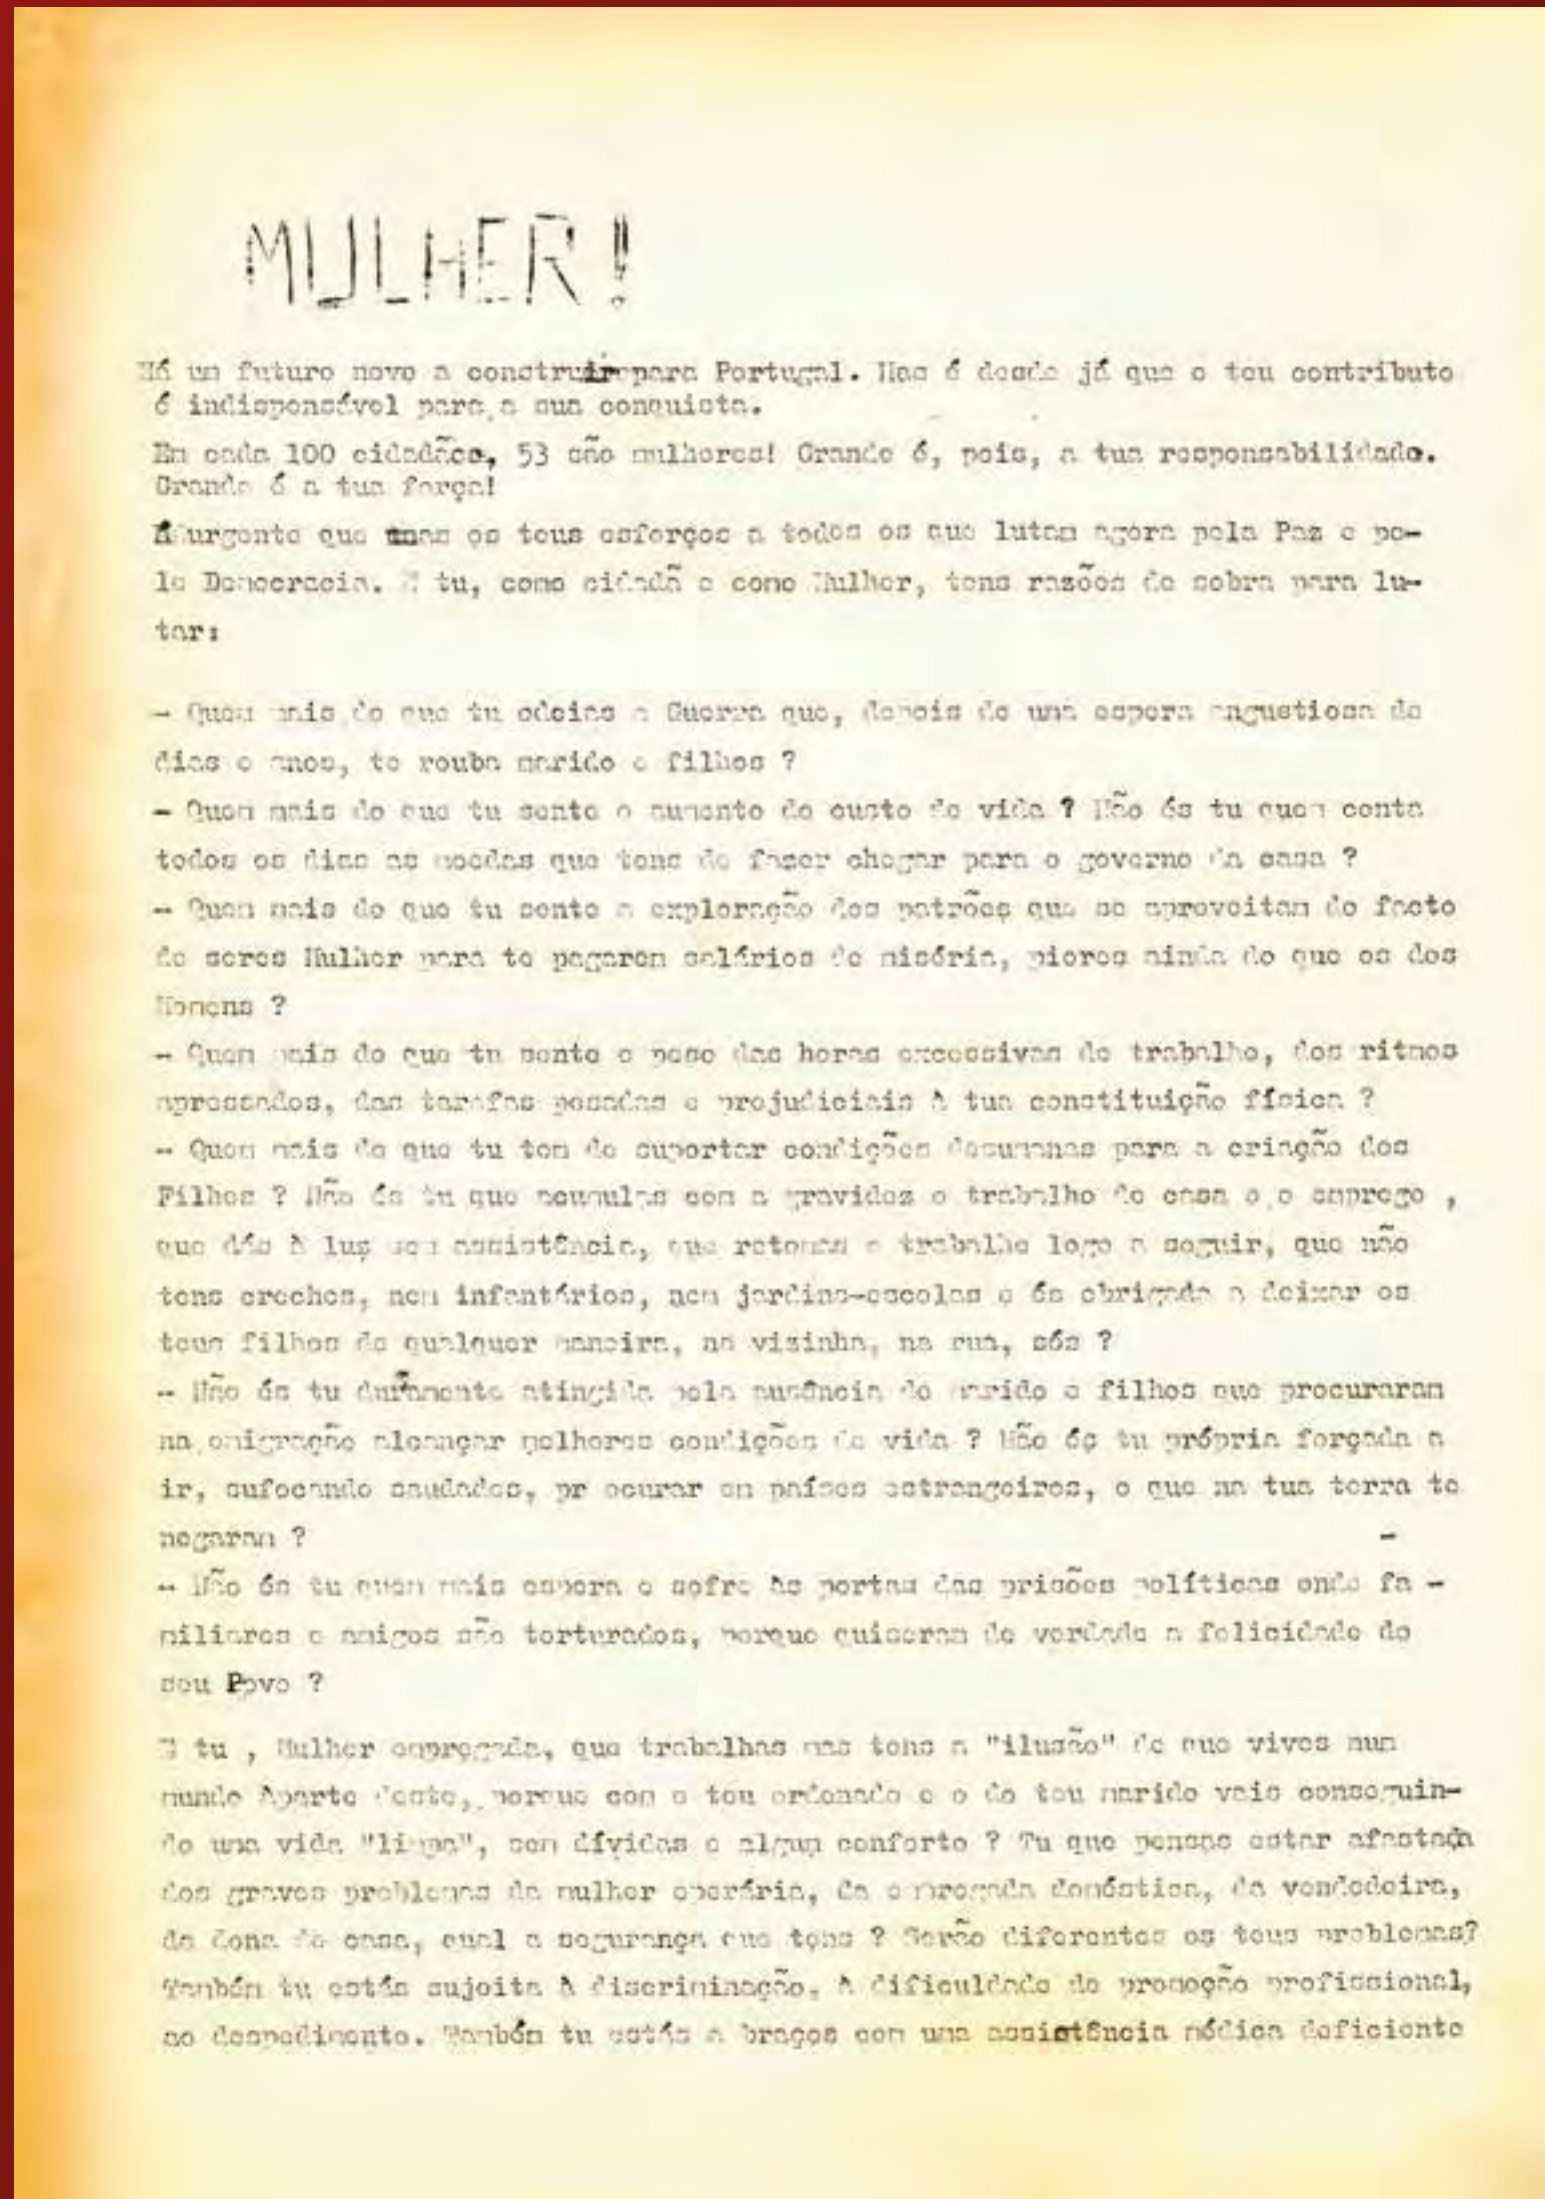 MULHER!
Há um futuro novo a construir para Portugal. Mas é desde já que o teu contributo
é indispensável para a sua conquista.
Em cada 100 cidadãos, 53 são mulheres! Grande é, pois, a tua responsabilidade.
Grande é a tua força!
É urgente que unas os teus esforços a todos os que lutam agora pela Paz e pe-
la Democracia. E tu, como cidadã e como Mulher, tens razões de sobra para lu-
tar:
- Quem mais do que tu odeias a Guerra que, depois de uma espera angustiosa de
dias e anos, te rouba marido e filhos ?
- Quem mais do que tu sente o aumento do custo de vida ? Não és tu quem conta
todos os dias as moedas que tens de fazer chegar para o governo da casa ?
- Quem mais do que tu sente a exploração dos patrões que se aproveitam do facto
de seres Mulher para te pagarem salários de miséria, piores ainda do que os dos
Homens ?
- Quem mais do que tu sente o peso das horas excessivas de trabalho, dos ritmos
apressados, das tarefas pesadas e prejudiciais à tua constituição física ?
- Quem mais do que tu tem de suportar condições desumanas para a criação dos
Filhos ? Não és tu que acumulas com a gravidez o trabalho de casa e o emprego ,
que dás à luz sem assistência, que retomas o trabalho logo a seguir, que não
tens creches, nem infantários, nem jardins-escolas e és obrigada a deixar os
teus filhos de qualquer maneira, na vizinha, na rua, sós ?
- Não és tu duramente atingida pela ausência do marido e filhos que procuraram
na emigração alcançar melhores condições de vida ? Não és tu própria forçada a
ir, sufocando saudades, pr ocurar em países estrangeiros, o que na tua terra te
negaram ?
- Não és tu quem mais espera e sofre às portas das prisões políticas onde fa -
miliares e amigos são torturados, porque quiseram de verdade a felicidade do
seu Povo ?
E tu , Mulher empregada, que trabalhas mas tens a "ilusão" de que vives num
mundo àparte deste, porque com o teu ordenado e o do teu marido vais conseguin-
do uma vida "limpa", sem dívidas e algum conforto ? Tu que pensas estar afastada
dos graves problemas da mulher operária, da empregada doméstica, da vendedeira,
da dona de casa, qual a segurança que tens ? Serão diferentes os teus problemas?
Também tu estás sujeita à discriminação, à dificuldade de promoção profissional,
ao despedimento. Também tu estás a braços com uma assistência médica deficiente